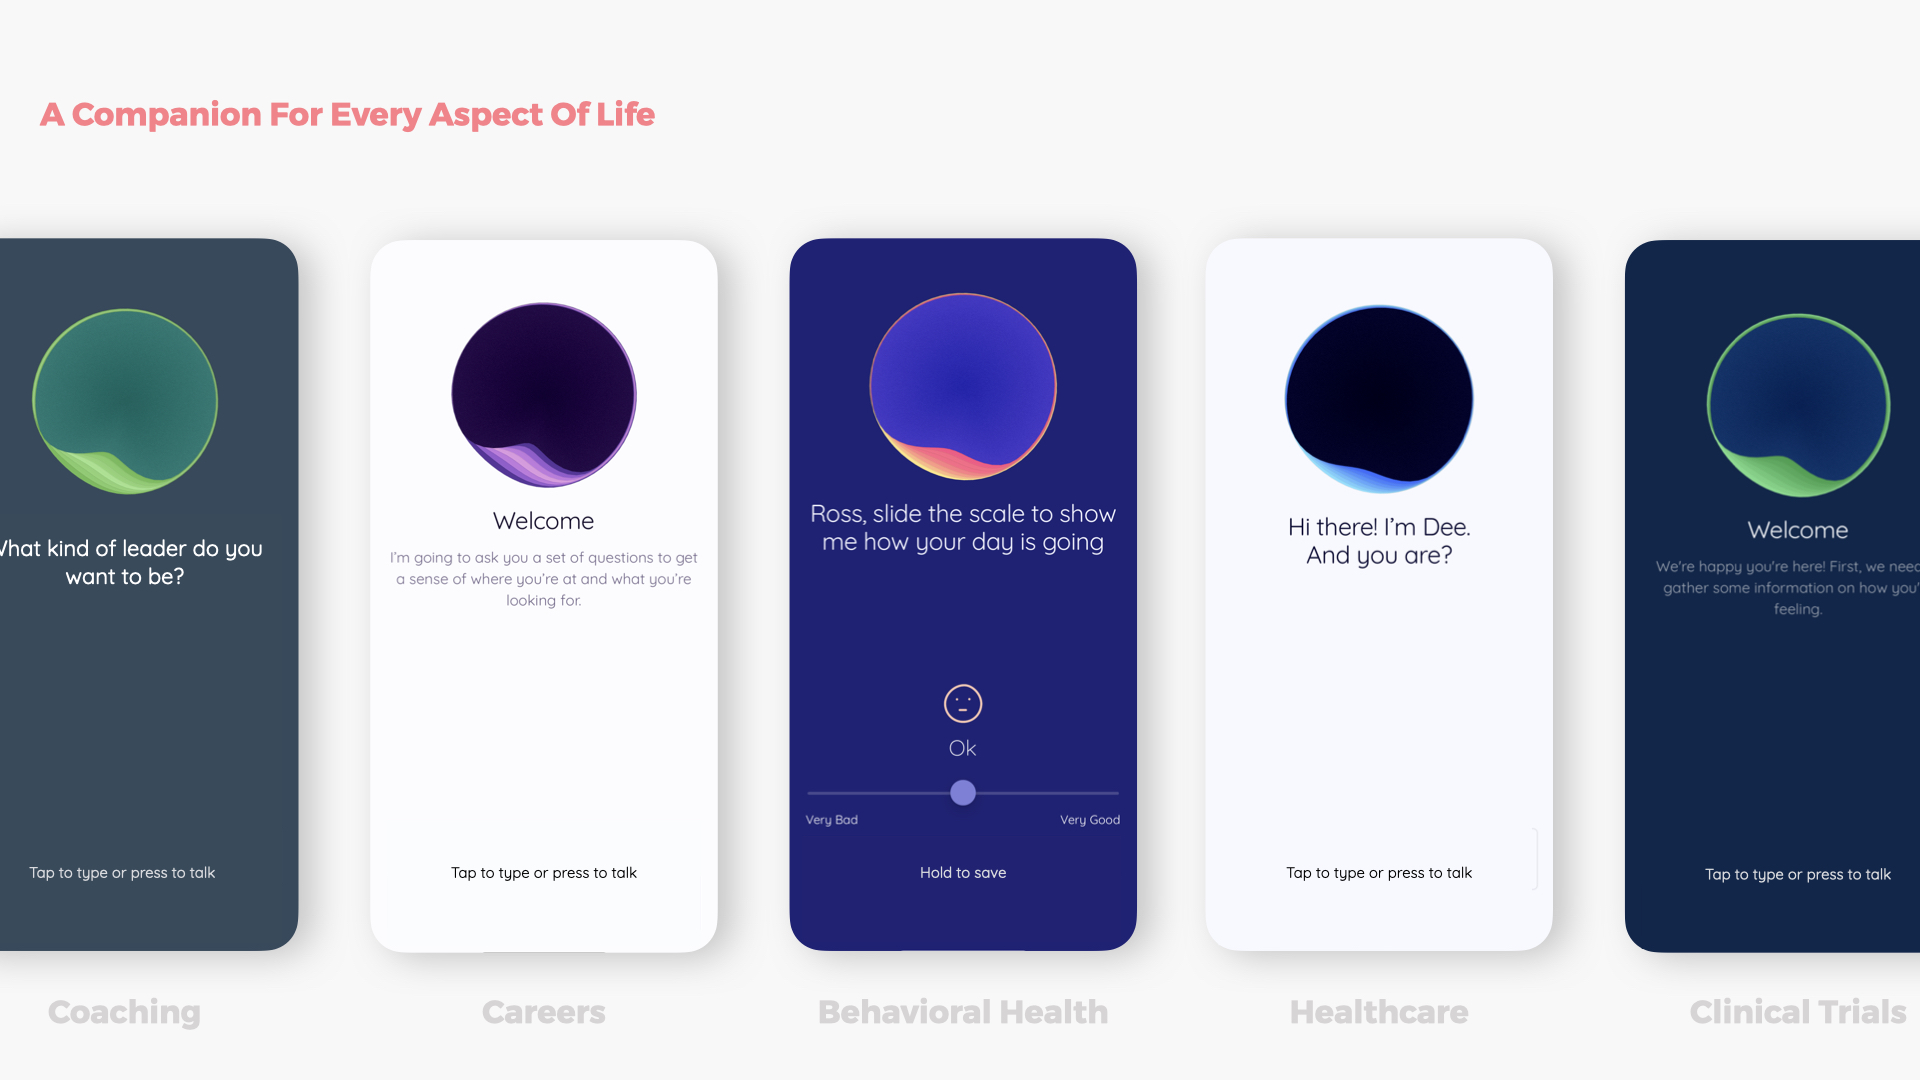 A Companion For Every Aspect Of Life
What kind of leader do you
want to be?
Tap to type or press to talk
Coaching
Welcome
I'm going to ask you a set of questions to get
a sense of where you're at and what you're
looking for.
Tap to type or press to talk
Careers
Ross, slide the scale to show
me how your day is going
Ok
Very Bad
Very Good
Hold to save
Behavioral Health
Hi there! I'm Dee.
And you are?
Tap to type or press to talk
Healthcare
Welcome
We're happy you're here! First, we need
gather some information on how you'
feeling.
Tap to type or press to talk
Clinical Trials